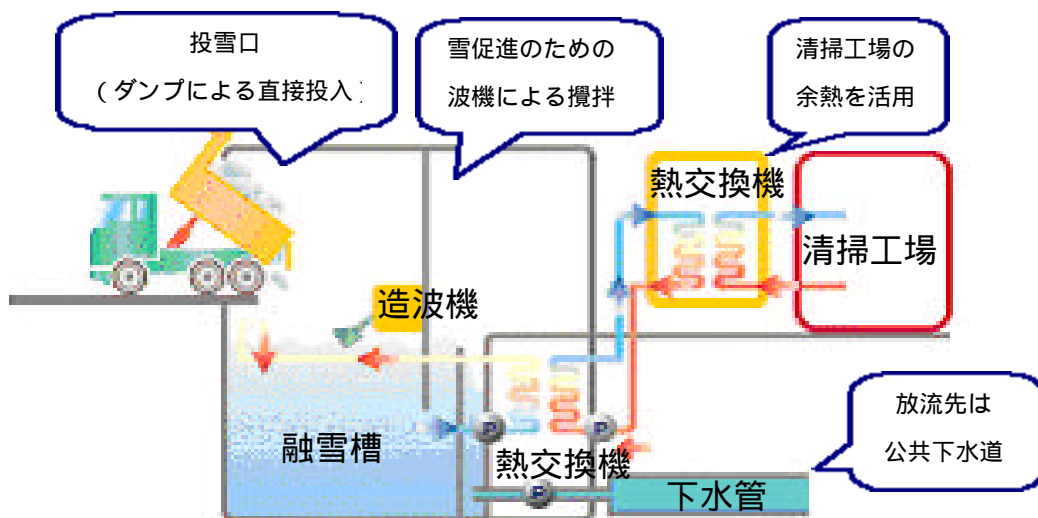 投雪口
（ダンプによる直接投入）
雪促進のための
波機による攪拌
清掃工場の
余熱を活用
熱交換機
清掃工場
造波機
融雪槽
P
P
熱交換機
P
下水管
放流先は
公共下水道